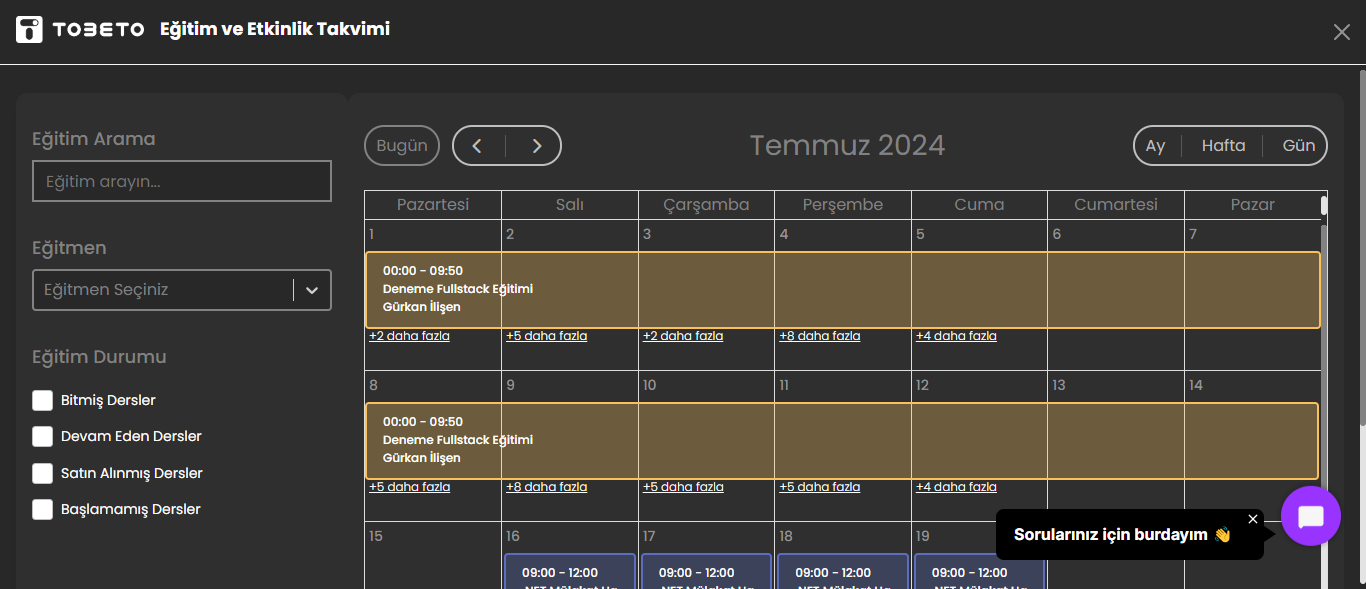 TOBETO Eğitim ve Etkinlik Takvimi
Eğitim Arama
Eğitim arayın...
Eğitmen
Eğitmen Seçiniz
Eğitim Durumu
Bitmiş Dersler
Devam Eden Dersler
Satın Alınmış Dersler
Başlamamış Dersler
Bugün
Temmuz 2024
Ay Hafta Gün
Pazartesi Salı Çarşamba Perşembe Cuma Cumartesi Pazar
1 2 3 4 5 6 7
00:00 - 09:50
Deneme Fullstack Eğitimi
Gürkan İlişen
+2 daha fazla +5 daha fazla +2 daha fazla +8 daha fazla +4 daha fazla
8 9 10 11 12 13 14
00:00 - 09:50
Deneme Fullstack Eğitimi
Gürkan İlişen
+5 daha fazla +8 daha fazla +5 daha fazla +5 daha fazla +4 daha fazla
15 16 17 18 19
09:00 - 12:00 09:00 - 12:00 09:00 - 12:00 09:00 - 12:00
Sorularınız için burdayım 👋